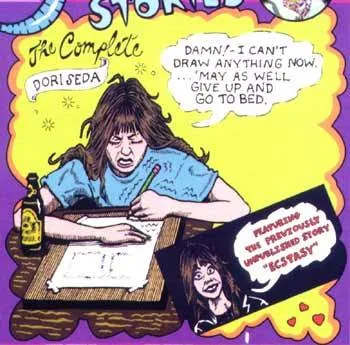 STORIES
The Complete
DORI SEDA
DAMN!-I CAN'T
DRAW ANYTHING NOW.
...'MAY AS WELL
GIVE UP AND
GO TO BED.
FEATURING
THE PREVIOUSLY
UNPUBLISHED STORY
"ECSTASY"